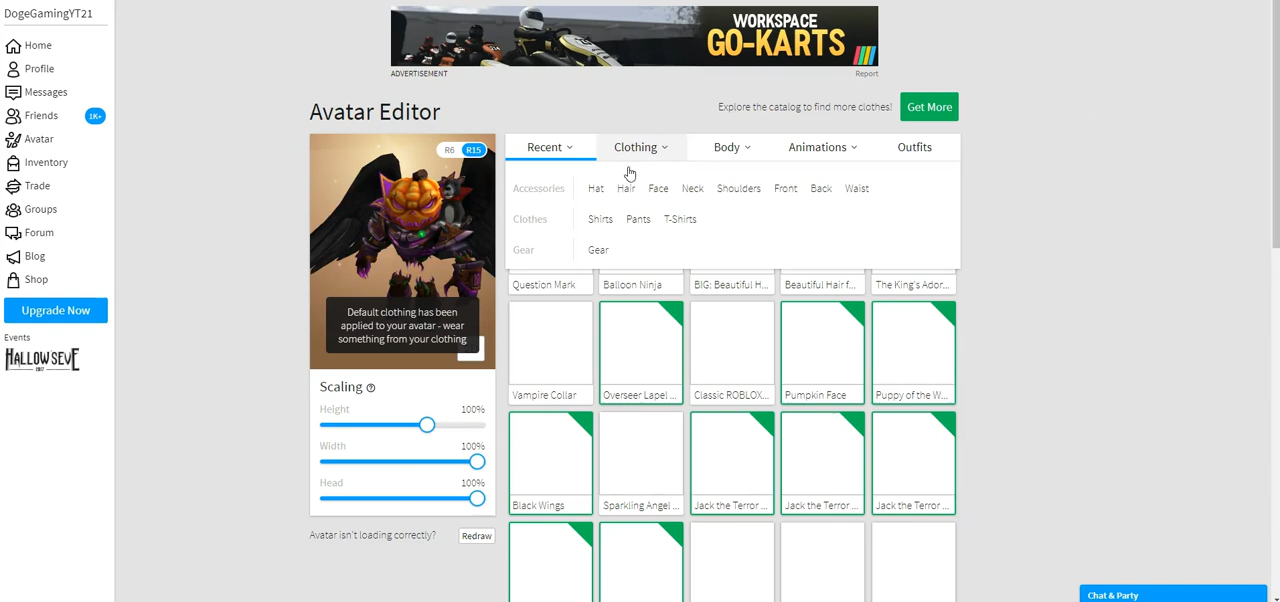 DogeGamingYT21
Home
Profile
Messages
Friends 1K+
Avatar
Inventory
Trade
Groups
Forum
Blog
Shop
Upgrade Now
Events
HALLOWS EVE
2017
WORKSPACE
GO-KARTS
ADVERTISEMENT Report
Avatar Editor
Explore the catalog to find more clothes! Get More
R6 R15
Default clothing has been
applied to your avatar - wear
something from your clothing
Scaling
Height 100%
Width 100%
Head 100%
Avatar isn't loading correctly? Redraw
Recent Clothing Body Animations Outfits
Accessories Hat Hair Face Neck Shoulders Front Back Waist
Clothes Shirts Pants T-Shirts
Gear Gear
Question Mark Balloon Ninja BIG: Beautiful H... Beautiful Hair f... The King's Ador...
Vampire Collar Overseer Lapel ... Classic ROBLOX... Pumpkin Face Puppy of the W...
Black Wings Sparkling Angel ... Jack the Terror ... Jack the Terror ... Jack the Terror ...
Chat & Party